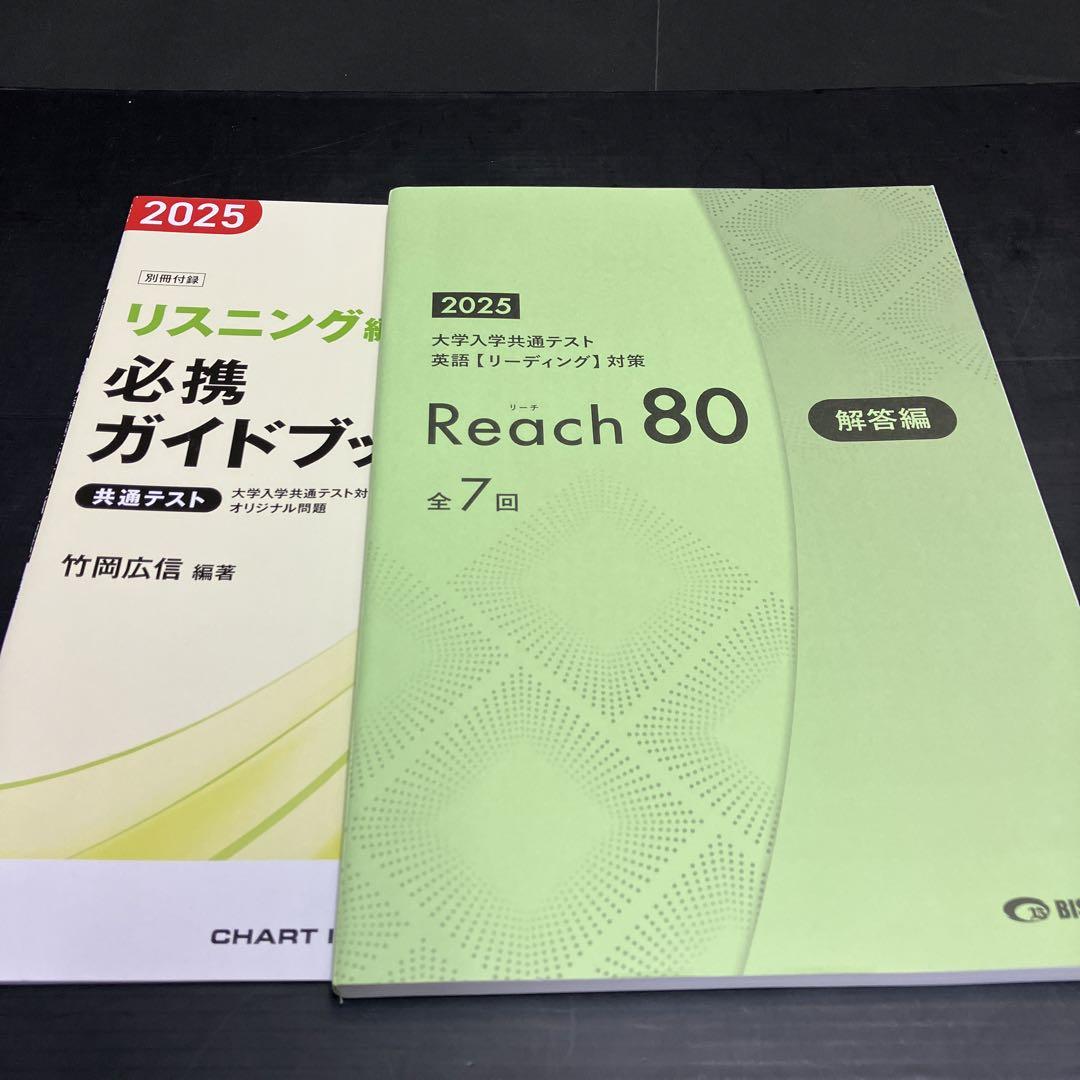 2025
別冊付録
リスニング編
必携
ガイドブッ
共通テスト
大学入学共通テスト対
オリジナル問題
竹岡広信 編著
CHART
2025
大学入学共通テスト
英語【リーディング】対策
リーチ
Reach 80
全7回
解答編
BIS